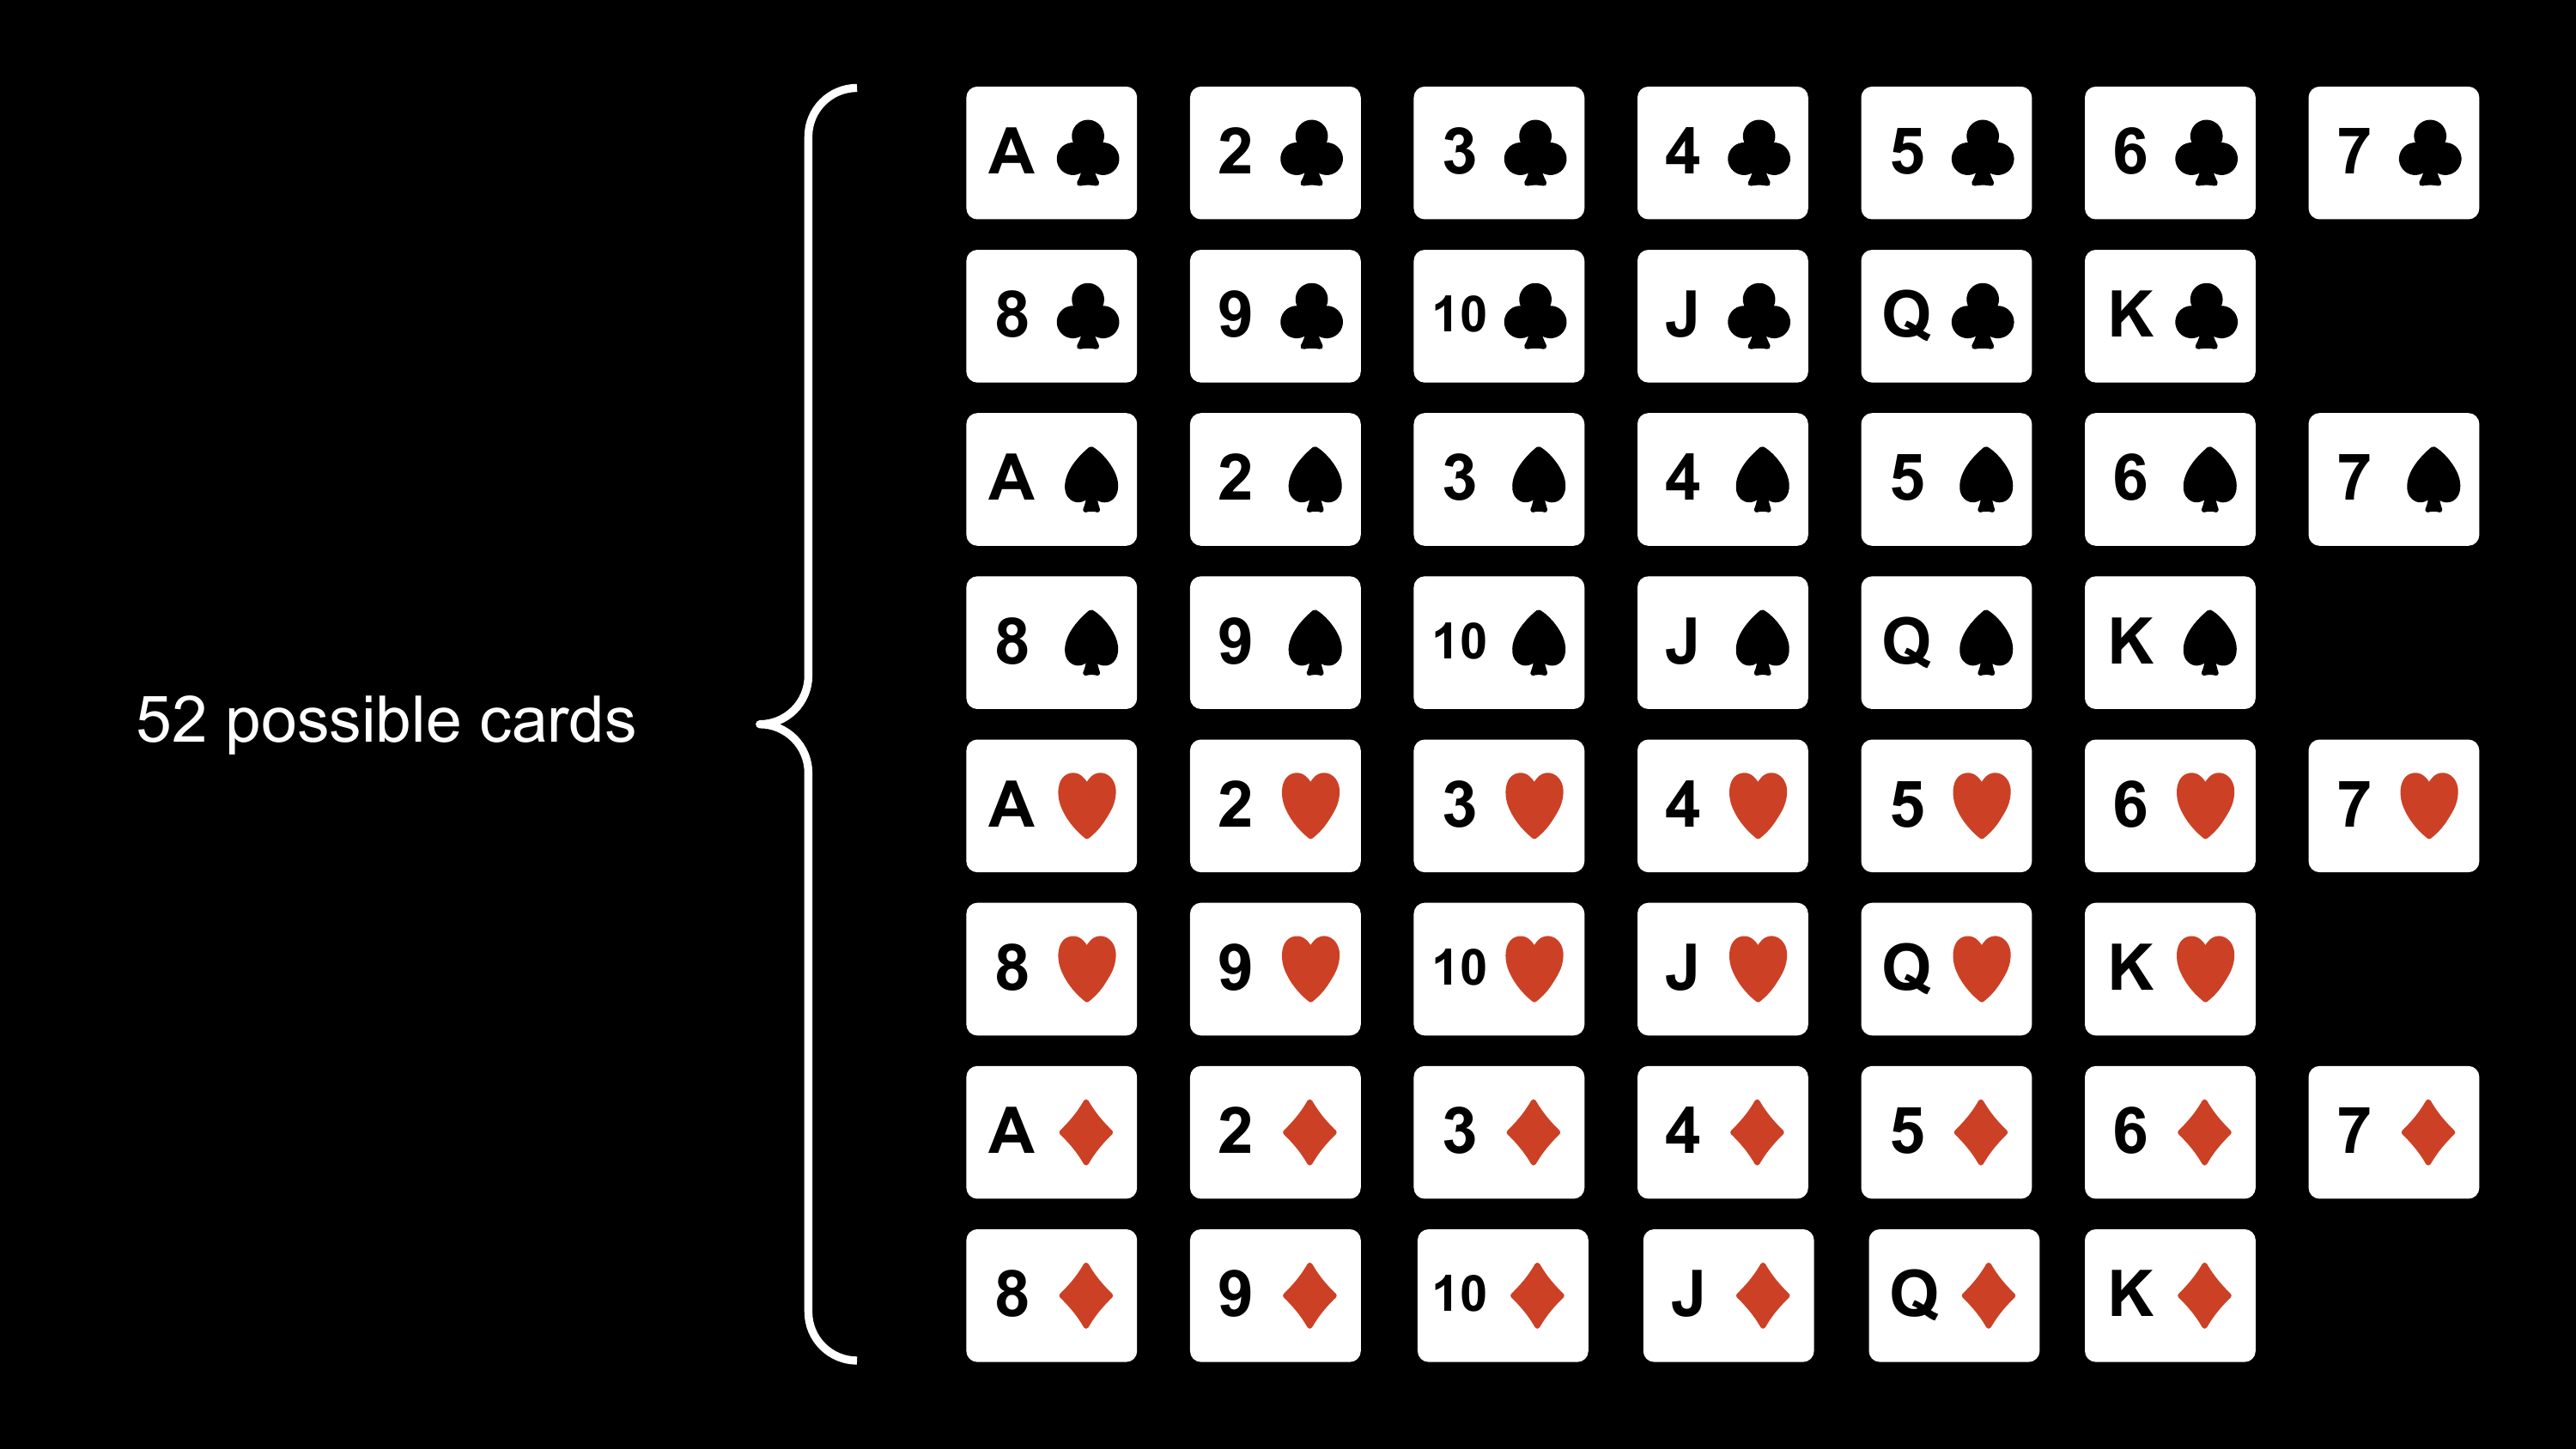 A ♣ 2 ♣ 3 ♣ 4 ♣ 5 ♣ 6 ♣ 7 ♣
8 ♣ 9 ♣ 10 ♣ J ♣ Q ♣ K ♣
A ♠ 2 ♠ 3 ♠ 4 ♠ 5 ♠ 6 ♠ 7 ♠
8 ♠ 9 ♠ 10 ♠ J ♠ Q ♠ K ♠
52 possible cards
A ♥ 2 ♥ 3 ♥ 4 ♥ 5 ♥ 6 ♥ 7 ♥
8 ♥ 9 ♥ 10 ♥ J ♥ Q ♥ K ♥
A ♦ 2 ♦ 3 ♦ 4 ♦ 5 ♦ 6 ♦ 7 ♦
8 ♦ 9 ♦ 10 ♦ J ♦ Q ♦ K ♦